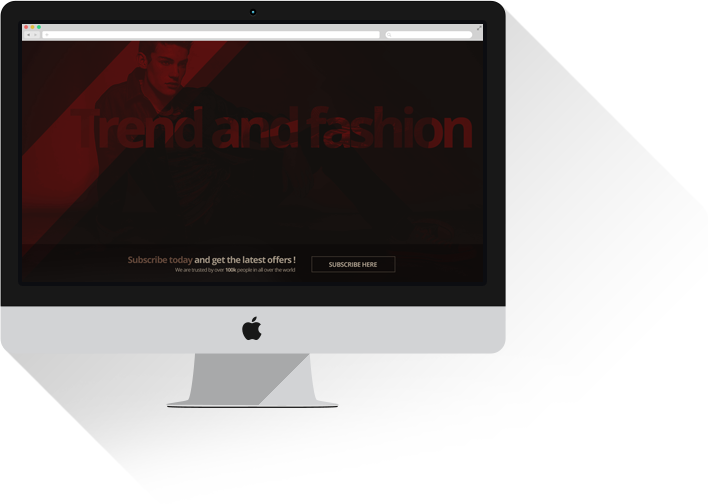 Trend and fashion
Subscribe today and get the latest offers !
We are trusted by over 100k people in all over the world
SUBSCRIBE HERE